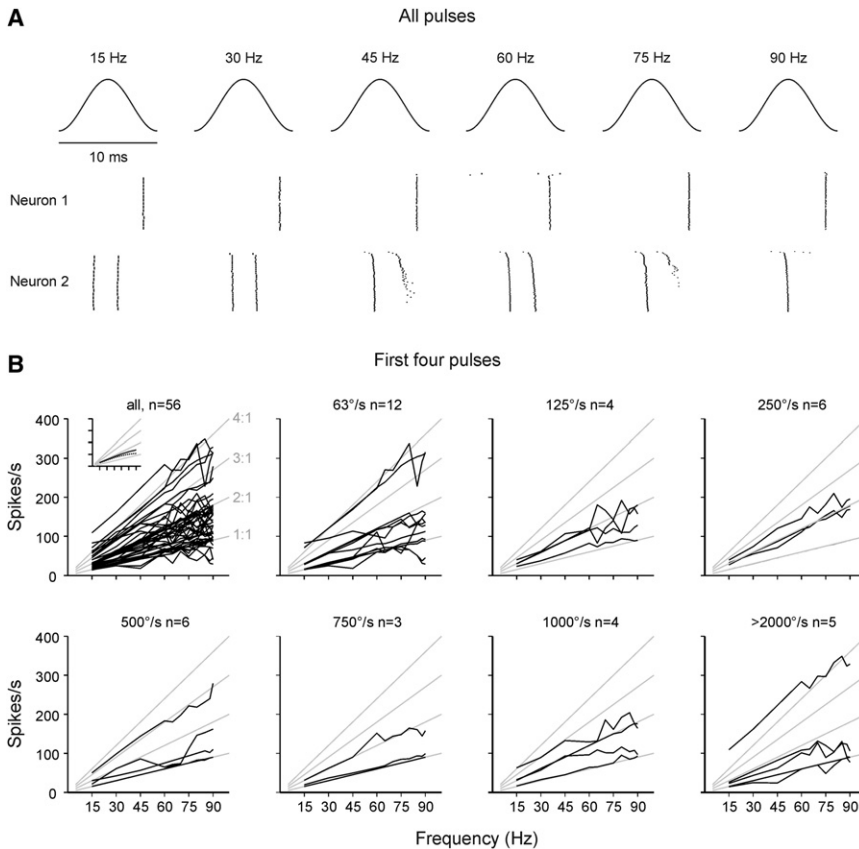 A
All pulses
15 Hz 30 Hz 45 Hz 60 Hz 75 Hz 90 Hz
10 ms
Neuron 1
Neuron 2
B
First four pulses
all, n=56 63°/s n=12 125°/s n=4 250°/s n=6
4:1
3:1
2:1
1:1
400
300
200
100
0
Spikes/s
500°/s n=6 750°/s n=3 1000°/s n=4 >2000°/s n=5
400
300
200
100
0
Spikes/s
15 30 45 60 75 90 15 30 45 60 75 90 15 30 45 60 75 90 15 30 45 60 75 90
Frequency (Hz)